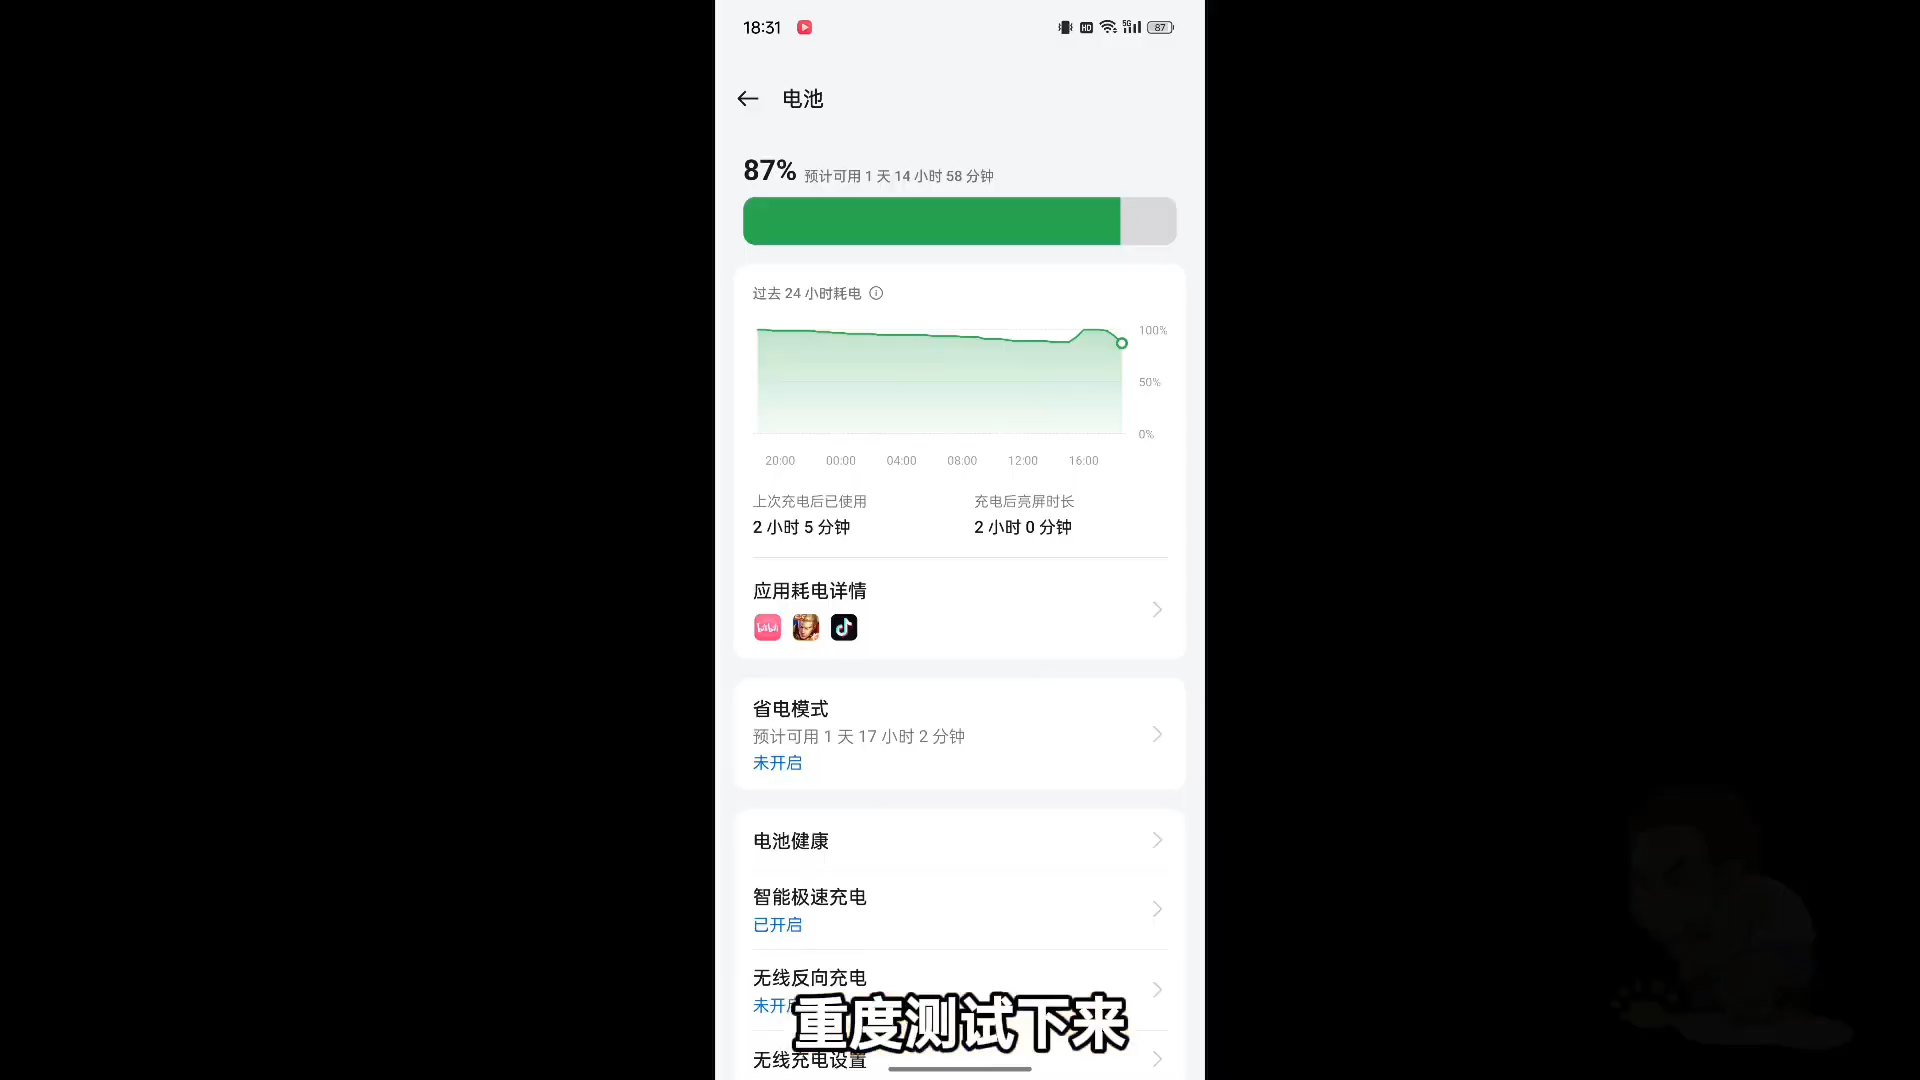 18:31
HD
5G
87
电池
87% 预计可用 1 天 14 小时 58 分钟
过去 24 小时耗电
100%
50%
0%
20:00 00:00 04:00 08:00 12:00 16:00
上次充电后已使用 充电后亮屏时长
2 小时 5 分钟 2 小时 0 分钟
应用耗电详情
bilibili
省电模式
预计可用 1 天 17 小时 2 分钟
未开启
电池健康
智能极速充电
已开启
无线反向充电
未开启
重度测试下来
无线充电设置